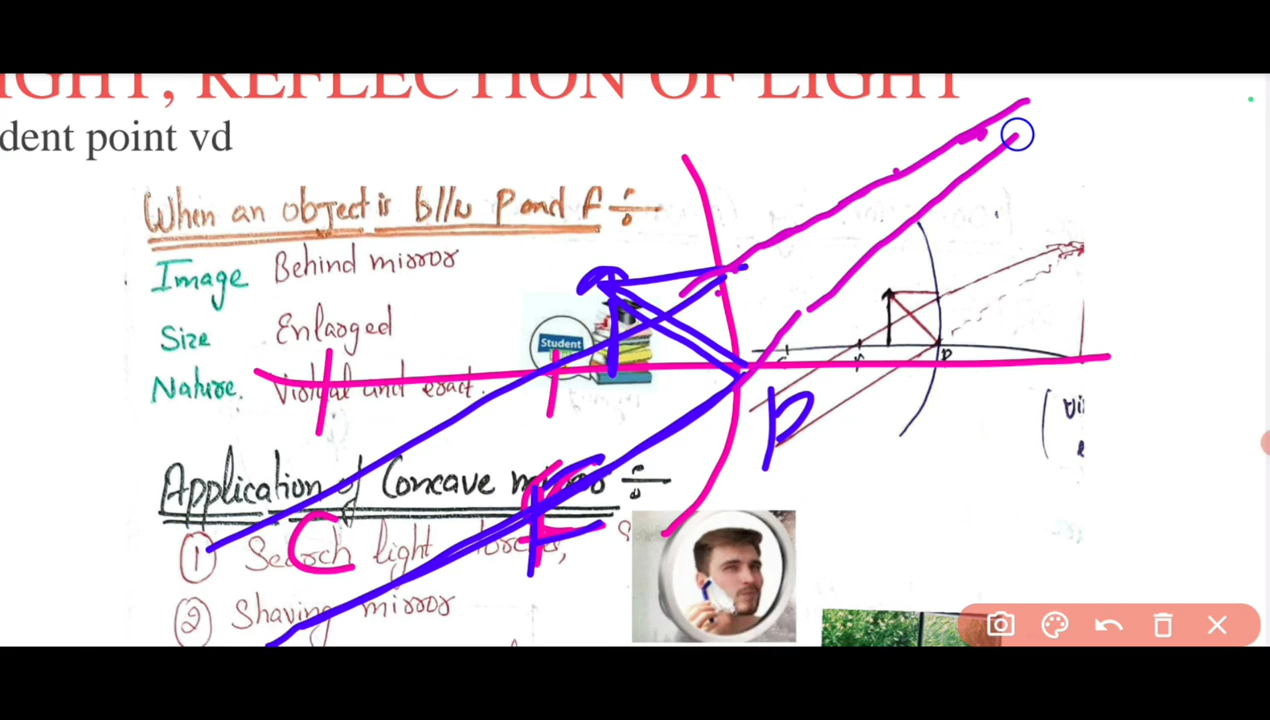 IGHT, REFLECTION OF LIGHT
dent point vd
When an object is b//w P and F ÷
Image Behind mirror
Size Enlarged
Student
Nature. Virtual and erect.
P
P
Application of Concave mirror ÷
C F
① Search light torches, S
② Shaving mirror